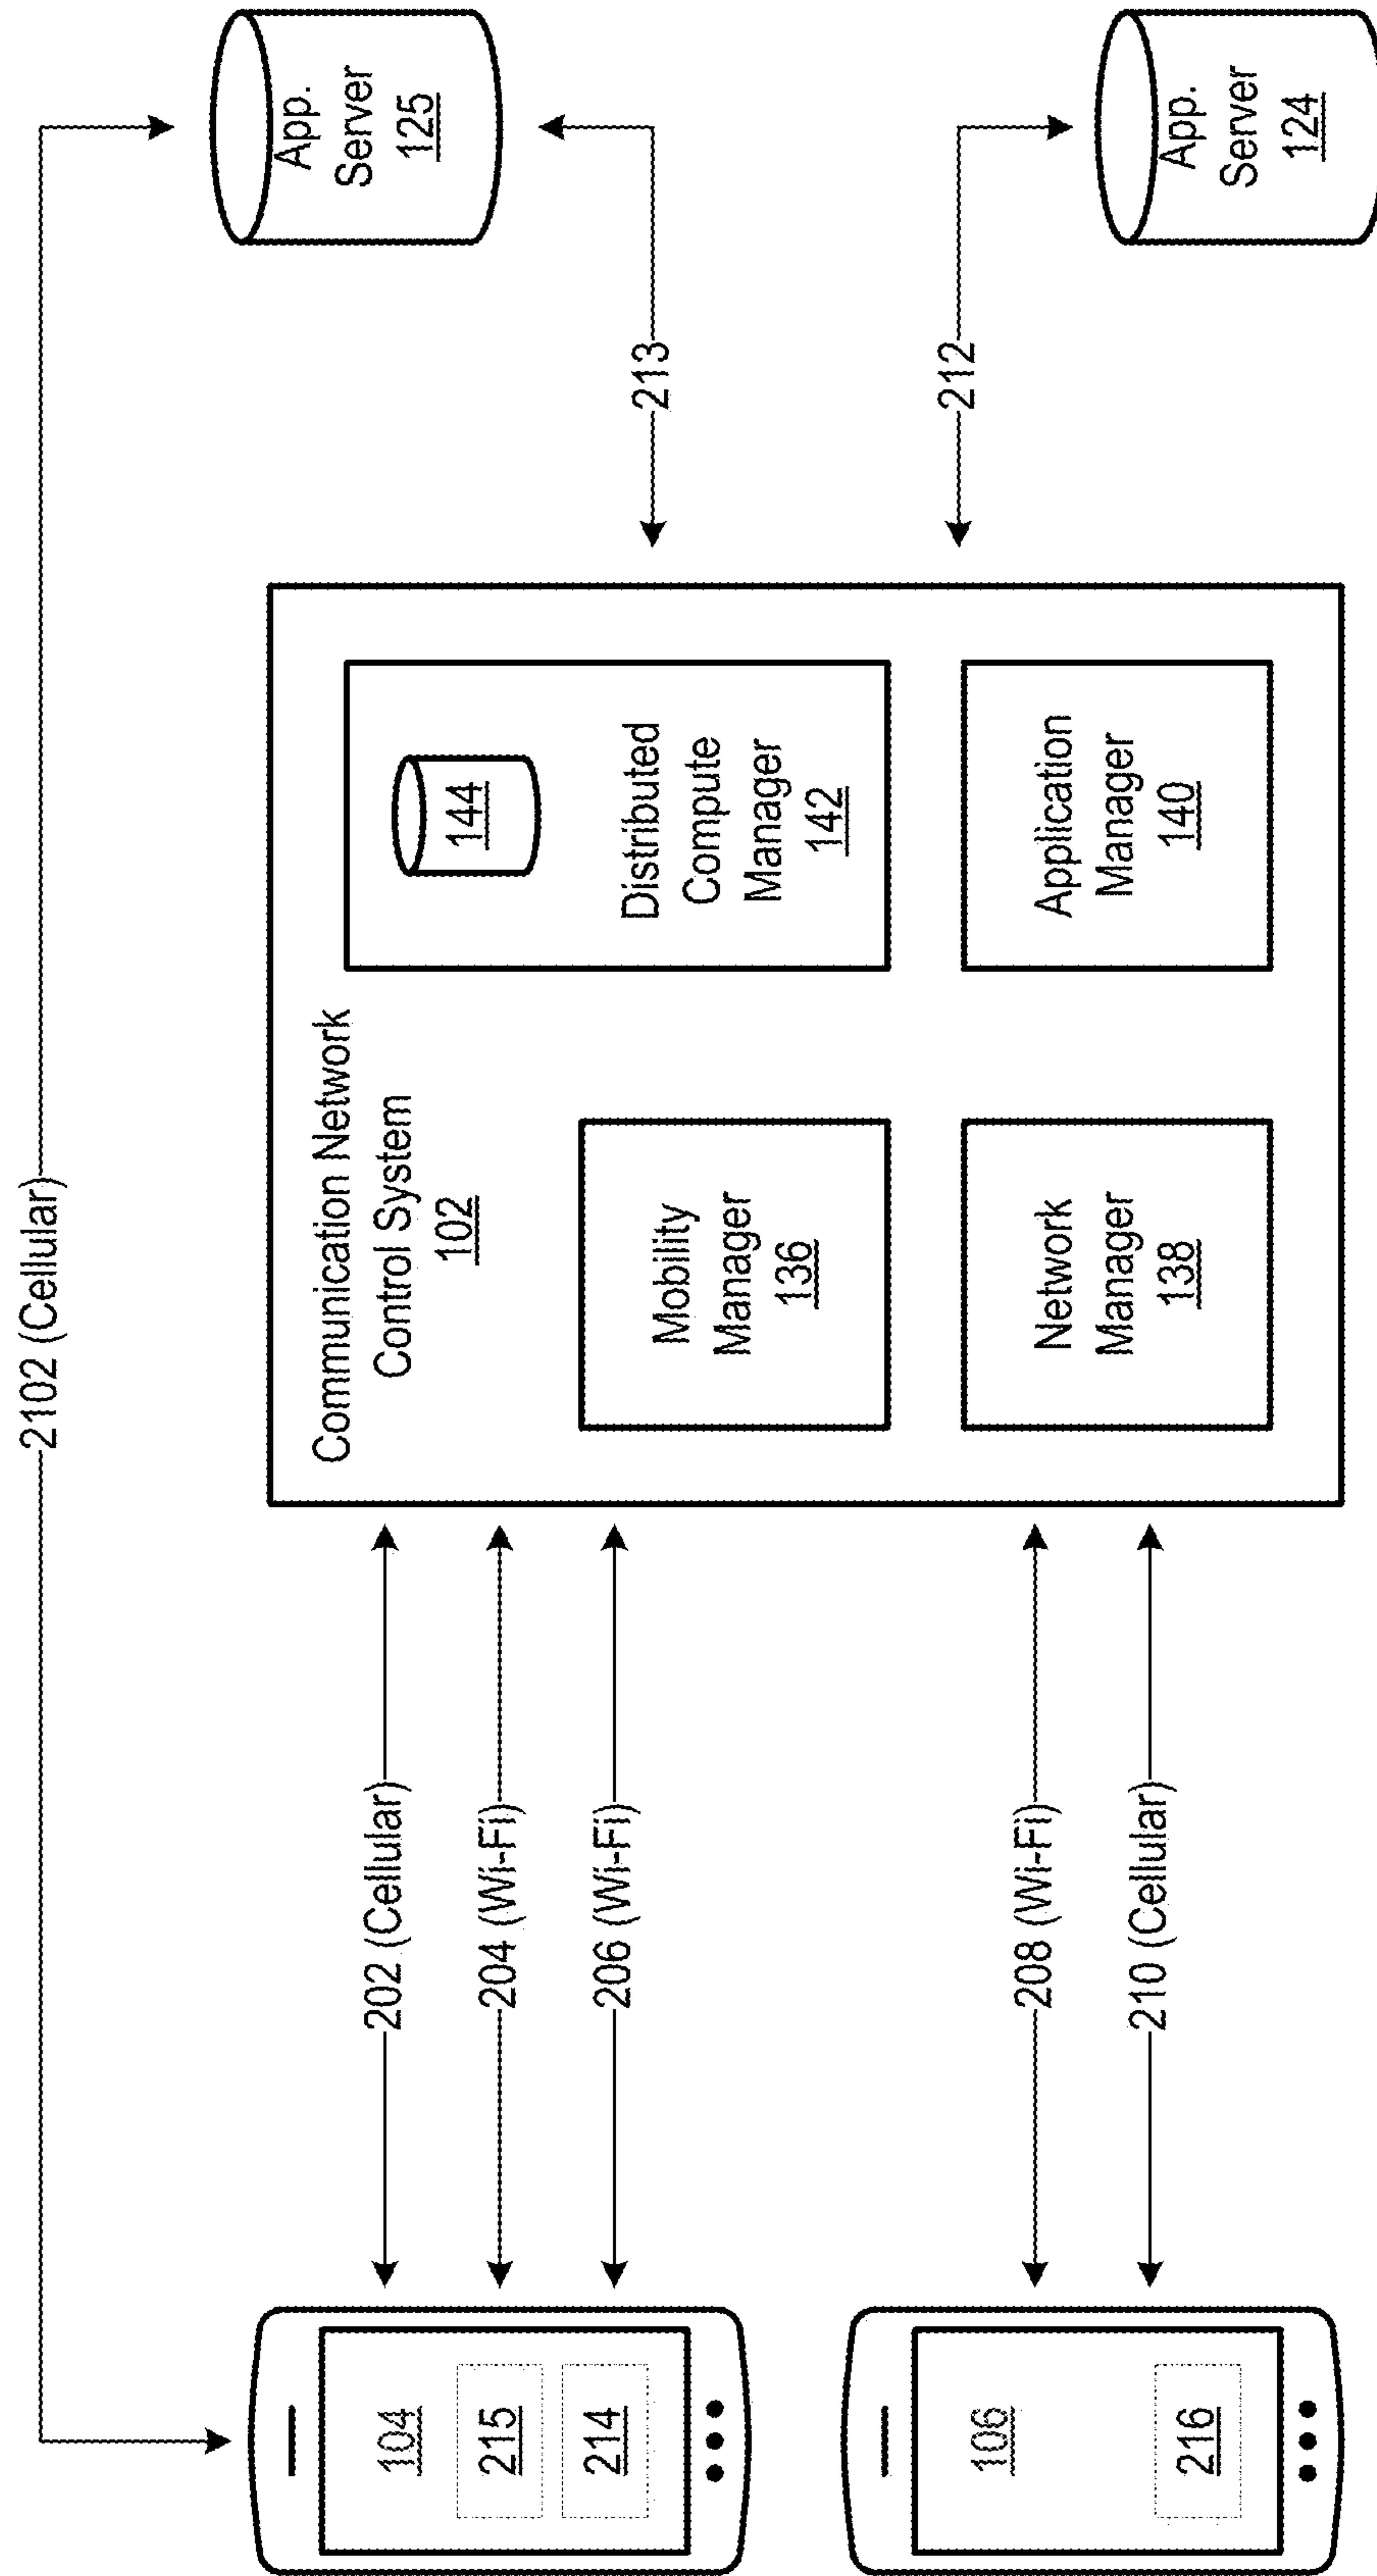 2102 (Cellular)
104
215
214
202 (Cellular)
204 (Wi-Fi)
206 (Wi-Fi)
106
216
208 (Wi-Fi)
210 (Cellular)
Communication Network
Control System
102
144
Distributed
Compute
Manager
142
Mobility
Manager
136
Network
Manager
138
Application
Manager
140
213
212
App.
Server
125
App.
Server
124